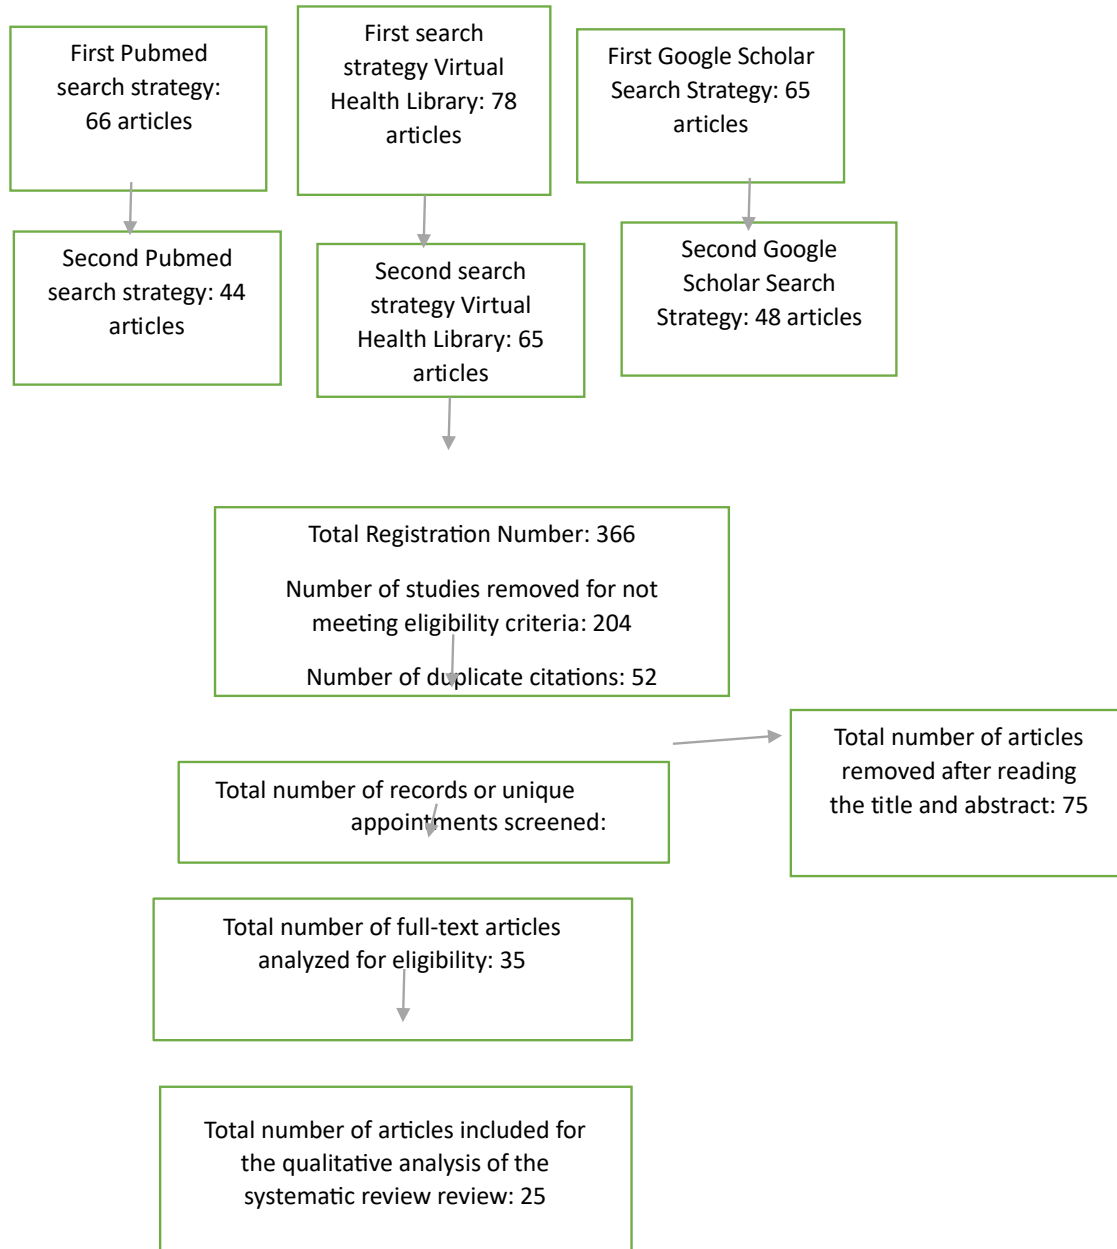 First Pubmed
search strategy:
66 articles
First search
strategy Virtual
Health Library: 78
articles
First Google Scholar
Search Strategy: 65
articles
Second Pubmed
search strategy: 44
articles
Second search
strategy Virtual
Health Library: 65
articles
Second Google
Scholar Search
Strategy: 48 articles
Total Registration Number: 366
Number of studies removed for not
meeting eligibility criteria: 204
Number of duplicate citations: 52
Total number of articles
removed after reading
the title and abstract: 75
Total number of records or unique
appointments screened:
Total number of full-text articles
analyzed for eligibility: 35
Total number of articles included for
the qualitative analysis of the
systematic review review: 25